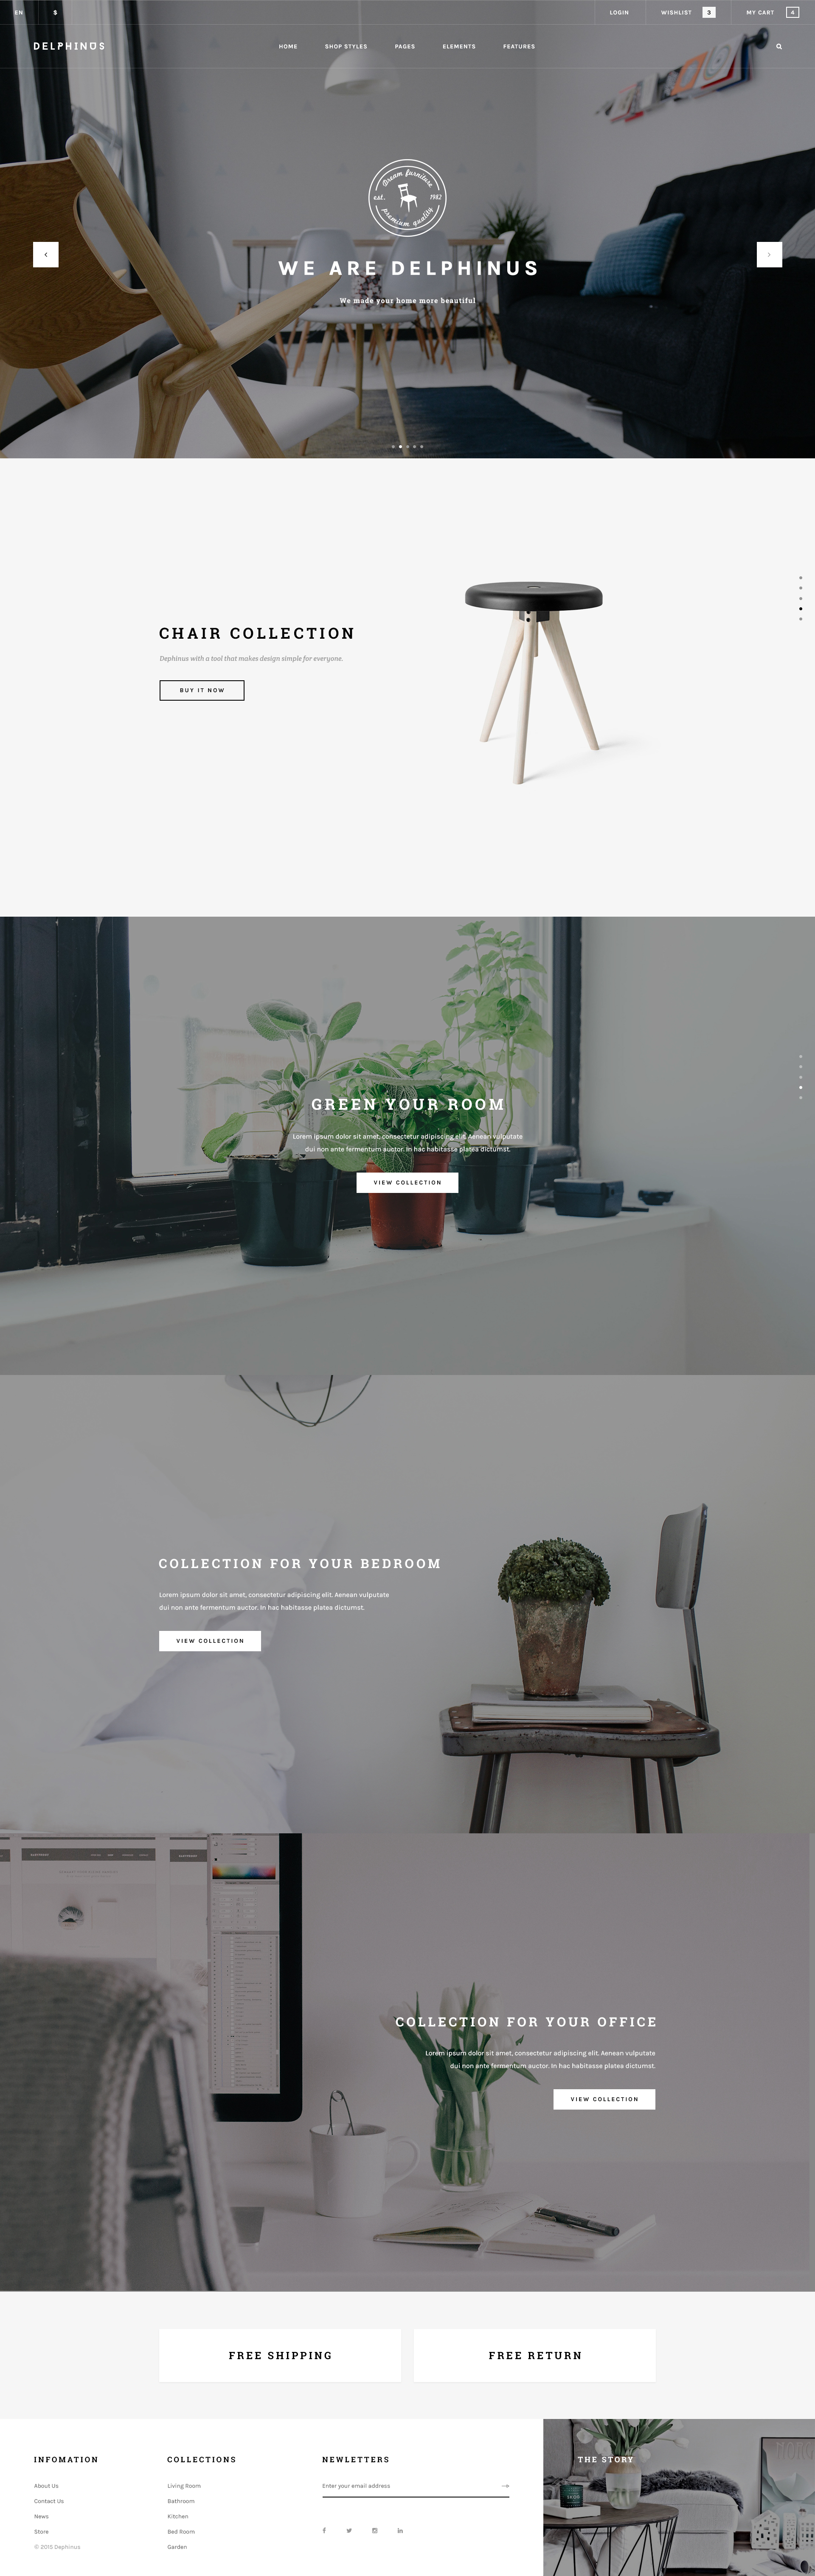 EN $ LOGIN WISHLIST 3 MY CART 4
DELPHINUS HOME SHOP STYLES PAGES ELEMENTS FEATURES
Dream furniture
est. 1982
premium quality
WE ARE DELPHINUS
We made your home more beautiful
CHAIR COLLECTION
Dephinus with a tool that makes design simple for everyone.
BUY IT NOW
GREEN YOUR ROOM
Lorem ipsum dolor sit amet, consectetur adipiscing elit. Aenean vulputate
dui non ante fermentum auctor. In hac habitasse platea dictumst.
VIEW COLLECTION
COLLECTION FOR YOUR BEDROOM
Lorem ipsum dolor sit amet, consectetur adipiscing elit. Aenean vulputate
dui non ante fermentum auctor. In hac habitasse platea dictumst.
VIEW COLLECTION
COLLECTION FOR YOUR OFFICE
Lorem ipsum dolor sit amet, consectetur adipiscing elit. Aenean vulputate
dui non ante fermentum auctor. In hac habitasse platea dictumst.
VIEW COLLECTION
FREE SHIPPING
FREE RETURN
INFOMATION
About Us
Contact Us
News
Store
© 2015 Dephinus
COLLECTIONS
Living Room
Bathroom
Kitchen
Bed Room
Garden
NEWLETTERS
Enter your email address
THE STORY